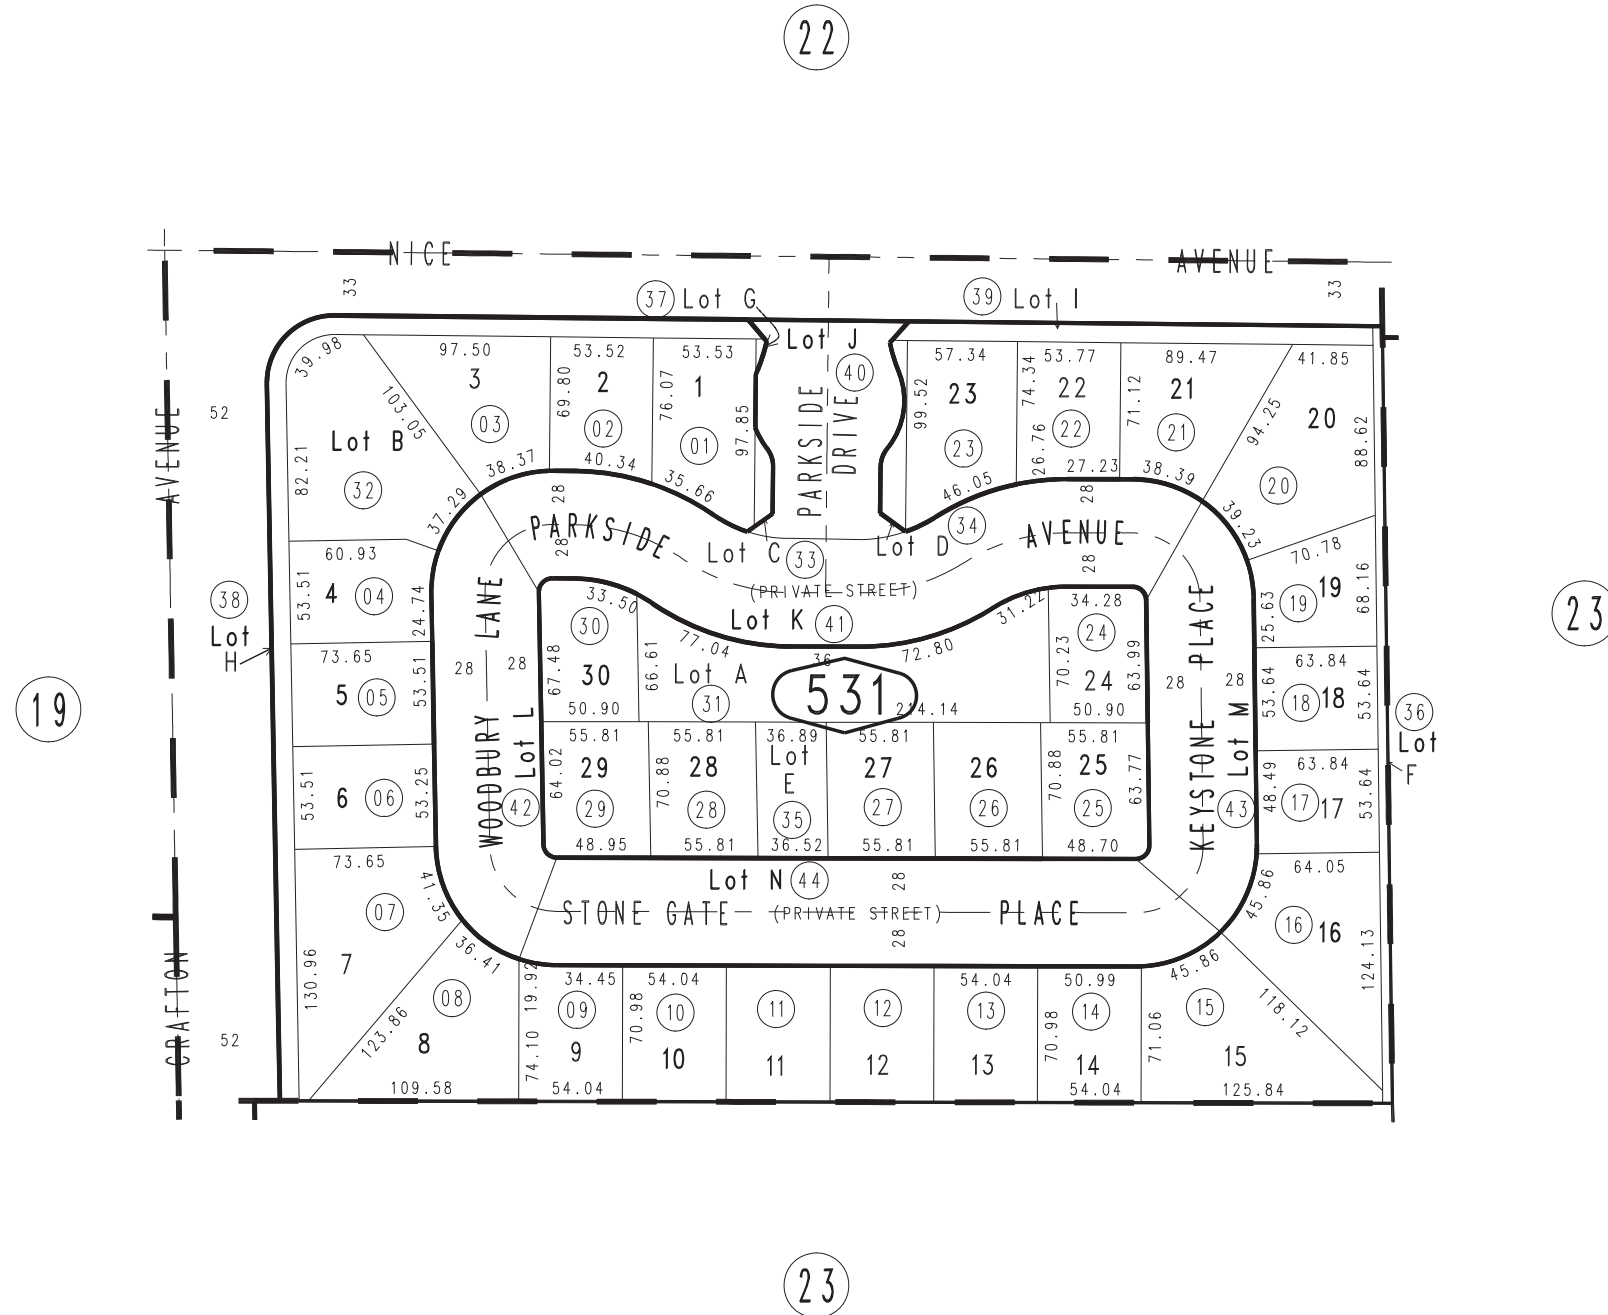 22
NICE AVENUE
33 37 Lot G 39 Lot I 33
Lot J
40
39.98 97.50 53.52 53.53 57.34 53.77 89.47 41.85
3 2 1 23 22 21 20
103.05 69.80 76.07 97.85 99.52 74.34 26.76 71.12 94.25 88.62
52 AVENUE
Lot B 03 02 01 PARKSIDE DRIVE 23 22 21
82.21 32 38.37 40.34 35.66 46.05 27.23 38.39 20
37.29 28 28 39.23
PARKSIDE AVENUE
28 Lot C 33 Lot D 34 28
60.93 70.78
(PRIVATE STREET)
38 Lot H 53.51 4 04 24.74 WOODBURY LANE 33.50 31.22 34.28 KEYSTONE PLACE 25.63 19 19 68.16
30 77.04 Lot K 41 72.80 24
73.65 63.84
28 28 67.48 30 66.61 Lot A 36 70.23 24 63.99 28 28
19 5 05 53.51 50.90 31 531 214.14 50.90 53.64 18 18 53.64 36 Lot F
23
Lot L 55.81 55.81 36.89 55.81 55.81 Lot M
53.51 6 06 53.25 42 64.02 29 70.88 28 Lot E 27 26 70.88 25 63.77 43 48.49 63.84 17 17 53.64
29 28 35 27 26 25
48.95 55.81 36.52 55.81 55.81 48.70
73.65 64.05
Lot N 44 28
07 41.35 45.86
STONE GATE (PRIVATE STREET) PLACE
28
7 130.96 36.41 45.86 16 16 124.13
CRAFTON
52
08 19.92 34.45 54.04 54.04 50.99 118.12
09 10 11 12 13 14 15
123.86 8 74.10 70.98 70.98 71.06
9 10 11 12 13 14 15
109.58 54.04 54.04 125.84
23